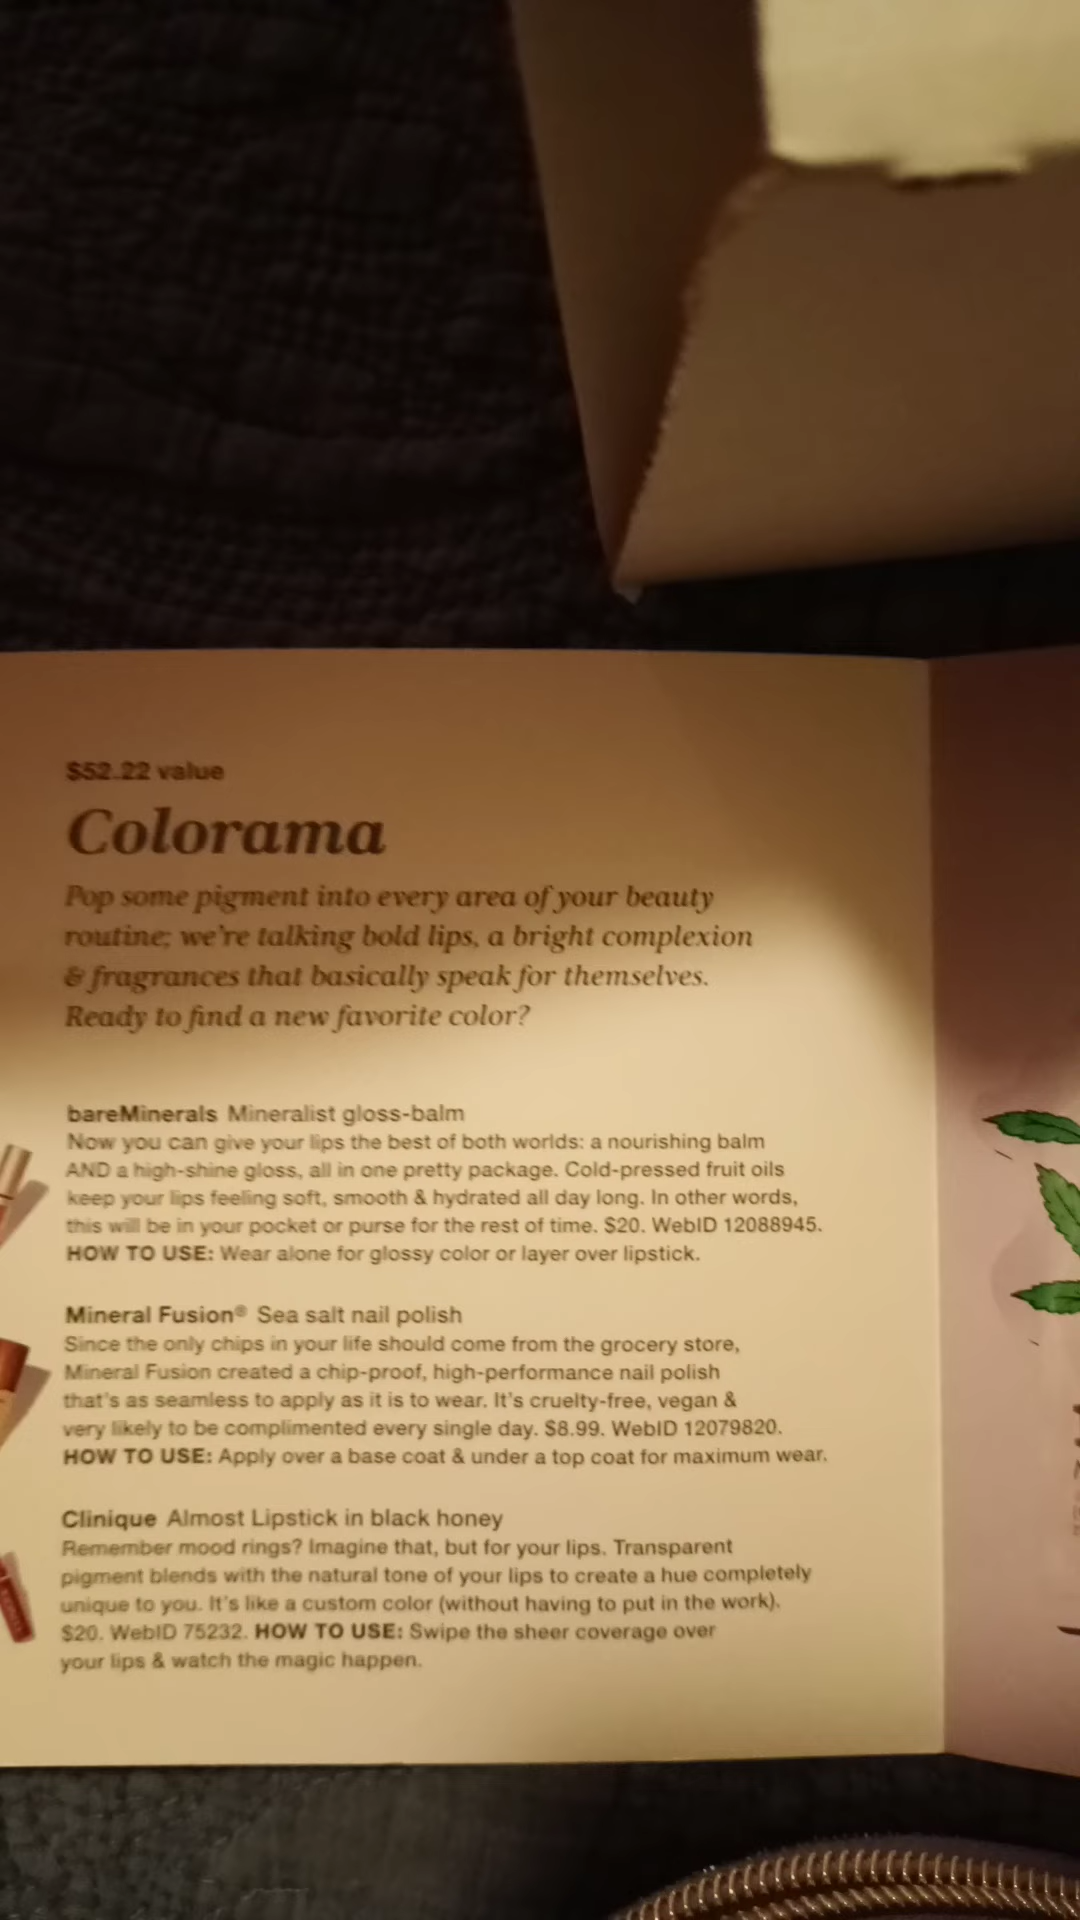 $52.22 value
Colorama
Pop some pigment into every area of your beauty
routine; we're talking bold lips, a bright complexion
& fragrances that basically speak for themselves.
Ready to find a new favorite color?
bareMinerals Mineralist gloss-balm
Now you can give your lips the best of both worlds: a nourishing balm
AND a high-shine gloss, all in one pretty package. Cold-pressed fruit oils
keep your lips feeling soft, smooth & hydrated all day long. In other words,
this will be in your pocket or purse for the rest of time. $20. WebID 12088945.
HOW TO USE: Wear alone for glossy color or layer over lipstick.
Mineral Fusion® Sea salt nail polish
Since the only chips in your life should come from the grocery store,
Mineral Fusion created a chip-proof, high-performance nail polish
that's as seamless to apply as it is to wear. It's cruelty-free, vegan &
very likely to be complimented every single day. $8.99. WebID 12079820.
HOW TO USE: Apply over a base coat & under a top coat for maximum wear.
Clinique Almost Lipstick in black honey
Remember mood rings? Imagine that, but for your lips. Transparent
pigment blends with the natural tone of your lips to create a hue completely
unique to you. It's like a custom color (without having to put in the work).
$20. WebID 75232. HOW TO USE: Swipe the sheer coverage over
your lips & watch the magic happen.